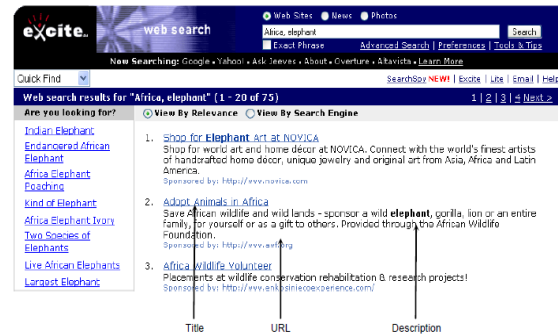 excite
web search
Web Sites News Photos
Africa, elephant
Search
Exact Phrase Advanced Search | Preferences | Tools & Tips
Now Searching: Google • Yahoo! • Ask Jeeves • About • Overture • Altavista • Learn More
Quick Find
SearchSpy NEW! | Excite | Lite | Email | Help
Web search results for "Africa, elephant" (1 - 20 of 75)
1 | 2 | 3 | 4 Next >
Are you looking for?
Indian Elephant
Endangered African
Elephant
Africa Elephant
Poaching
Kind of Elephant
Africa Elephant Ivory
Two Species of
Elephants
Live African Elephants
Largest Elephant
View By Relevance View By Search Engine
1. Shop for Elephant Art at NOVICA
Shop for world art and home décor at NOVICA. Connect with the world's finest artists
of handcrafted home décor, unique jewelry and original art from Asia, Africa and Latin
America.
Sponsored by: http://www.novica.com
2. Adopt Animals in Africa
Save African wildlife and wild lands - sponsor a wild elephant, gorilla, lion or an entire
family, for yourself or as a gift to others. Provided through the African Wildlife
Foundation.
Sponsored by: http://www.awf.org
3. Africa Wildlife Volunteer
Placements at wildlife conservation rehabilitation & research projects!
Sponsored by: http://www.enkosiniecoexperience.com/
Title URL Description